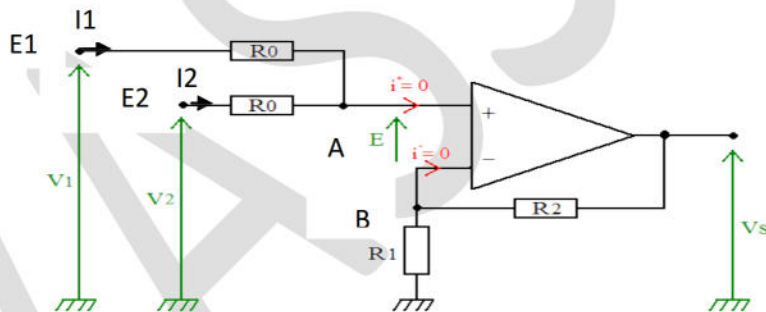 I1
E1
R0
I2
i⁺= 0
E2
R0
+
A
E
i⁻= 0
−
V1
V2
B
R2
R1
Vs